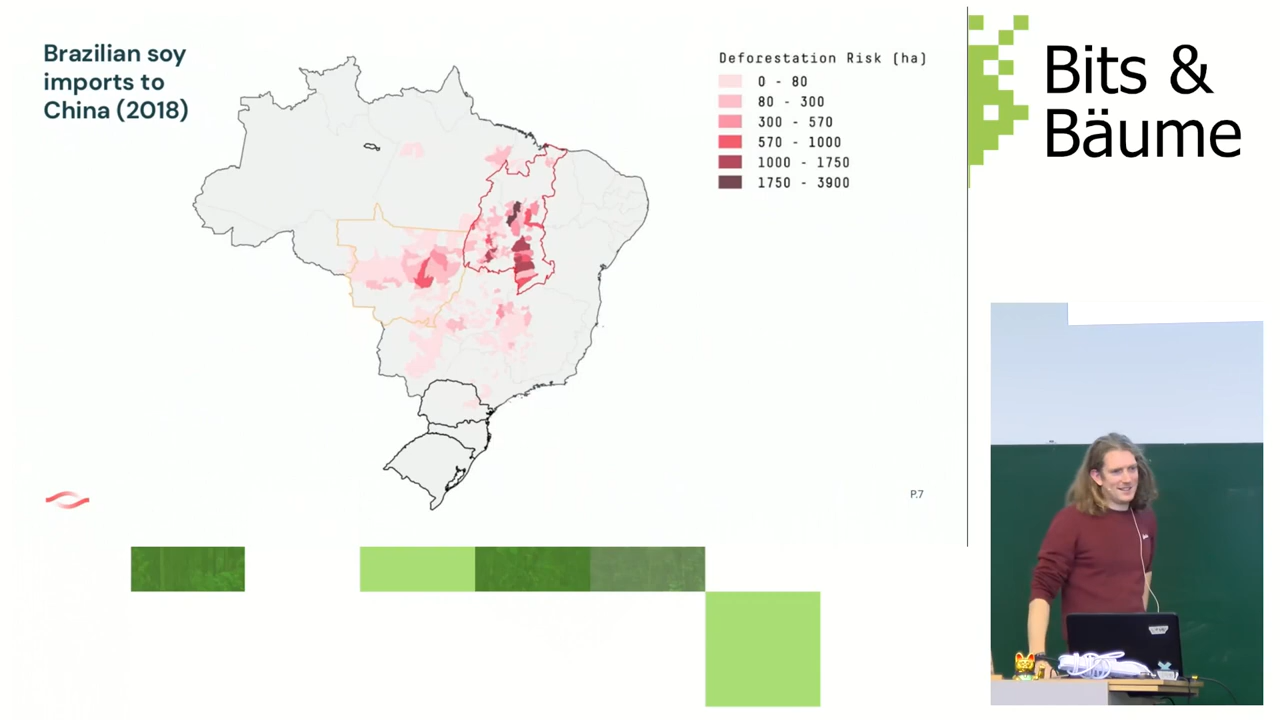 Brazilian soy
imports to
China (2018)
Deforestation Risk (ha)
0 - 80
80 - 300
300 - 570
570 - 1000
1000 - 1750
1750 - 3900
P.7
Bits &
Bäume